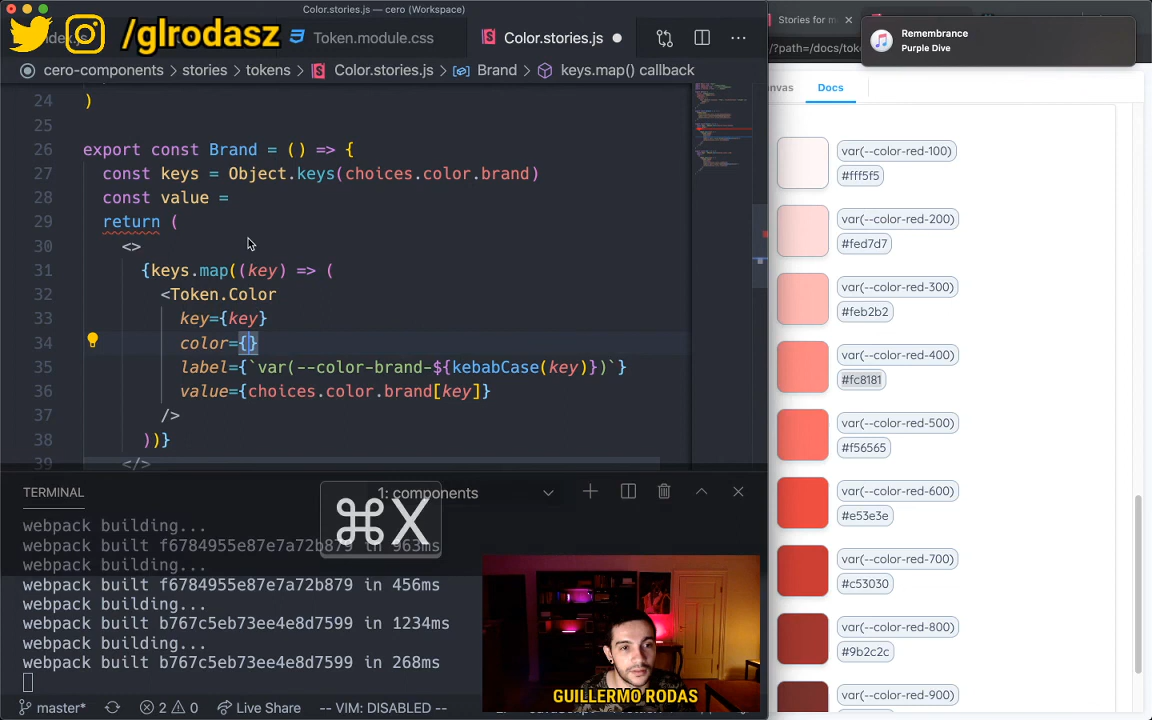 Color.stories.js — cero (Workspace)
/glrodasz
Token.module.css
Color.stories.js
Stories for m
Remembrance
Purple Dive
?path=/docs/tok
cero-components > stories > tokens > Color.stories.js > Brand > keys.map() callback
nvas
Docs
24 )
25
26 export const Brand = () => {
27 const keys = Object.keys(choices.color.brand)
28 const value =
29 return (
30 <>
31 {keys.map((key) => (
32 <Token.Color
33 key={key}
34 color={}
35 label={`var(--color-brand-${kebabCase(key)})`}
36 value={choices.color.brand[key]}
37 />
38 ))}
39 </>
var(--color-red-100)
#fff5f5
var(--color-red-200)
#fed7d7
var(--color-red-300)
#feb2b2
var(--color-red-400)
#fc8181
var(--color-red-500)
#f56565
var(--color-red-600)
#e53e3e
var(--color-red-700)
#c53030
var(--color-red-800)
#9b2c2c
var(--color-red-900)
TERMINAL
1: components
⌘X
webpack building...
webpack built f6784955e87e7a72b879 in 963ms
webpack building...
webpack built f6784955e87e7a72b879 in 456ms
webpack building...
webpack built b767c5eb73ee4e8d7599 in 1234ms
webpack building...
webpack built b767c5eb73ee4e8d7599 in 268ms
GUILLERMO RODAS
master*
2
0
Live Share
-- VIM: DISABLED --